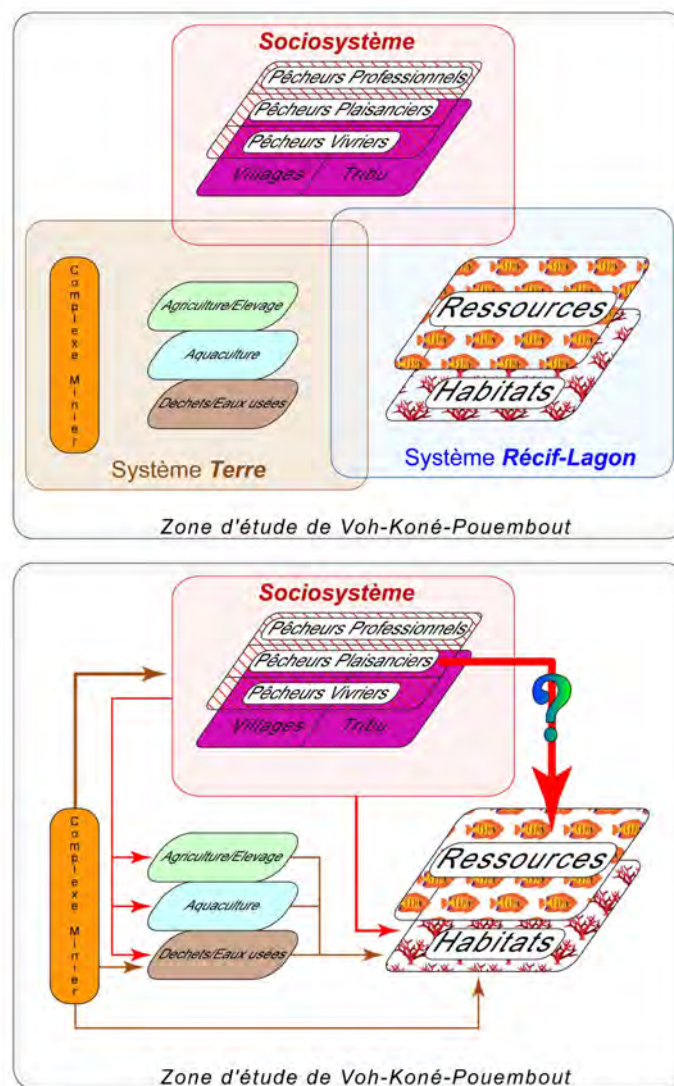 Sociosystème
Pêcheurs Professionnels
Pêcheurs Plaisanciers
Pêcheurs Vivriers
Villages / Tribu
Complexe Minier
Agriculture/Elevage
Aquaculture
Déchets/Eaux usées
Ressources
Habitats
Système Terre
Système Récif-Lagon
Zone d'étude de Voh-Koné-Pouembout
Sociosystème
Pêcheurs Professionnels
Pêcheurs Plaisanciers
Pêcheurs Vivriers
Villages / Tribu
?
Complexe Minier
Agriculture/Elevage
Aquaculture
Déchets/Eaux usées
Ressources
Habitats
Zone d'étude de Voh-Koné-Pouembout